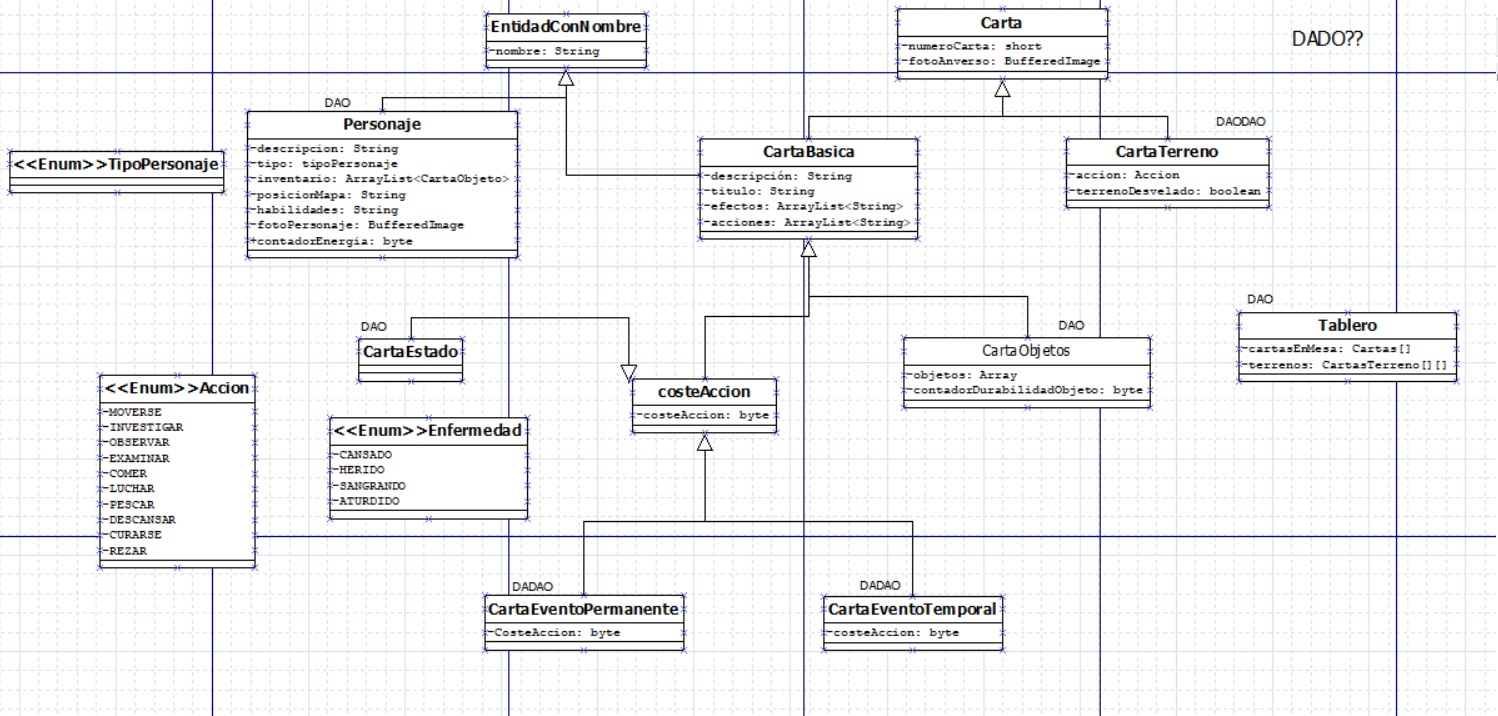 EntidadConNombre
-nombre: String
Carta
-numeroCarta: short
-fotoAnverso: BufferedImage
DADO??
DAO
Personaje
-descripcion: String
-tipo: tipoPersonaje
-inventario: ArrayList<CartaObjeto>
-posicionMapa: String
-habilidades: String
-fotoPersonaje: BufferedImage
+contadorEnergia: byte
<<Enum>>TipoPersonaje
CartaBasica
-descripción: String
-titulo: String
-efectos: ArrayList<String>
-acciones: ArrayList<String>
DAODAO
CartaTerreno
-accion: Accion
-terrenoDesvelado: boolean
DAO
CartaEstado
DAO
CartaObjetos
-objetos: Array
-contadorDurabilidadObjeto: byte
DAO
Tablero
-cartasEnMesa: Cartas[]
-terrenos: CartasTerreno[][]
<<Enum>>Accion
-MOVERSE
-INVESTIGAR
-OBSERVAR
-EXAMINAR
-COMER
-LUCHAR
-PESCAR
-DESCANSAR
-CURARSE
-REZAR
<<Enum>>Enfermedad
-CANSADO
-HERIDO
-SANGRANDO
-ATURDIDO
costeAccion
-costeAccion: byte
DADAO
CartaEventoPermanente
-CosteAccion: byte
DADAO
CartaEventoTemporal
-costeAccion: byte